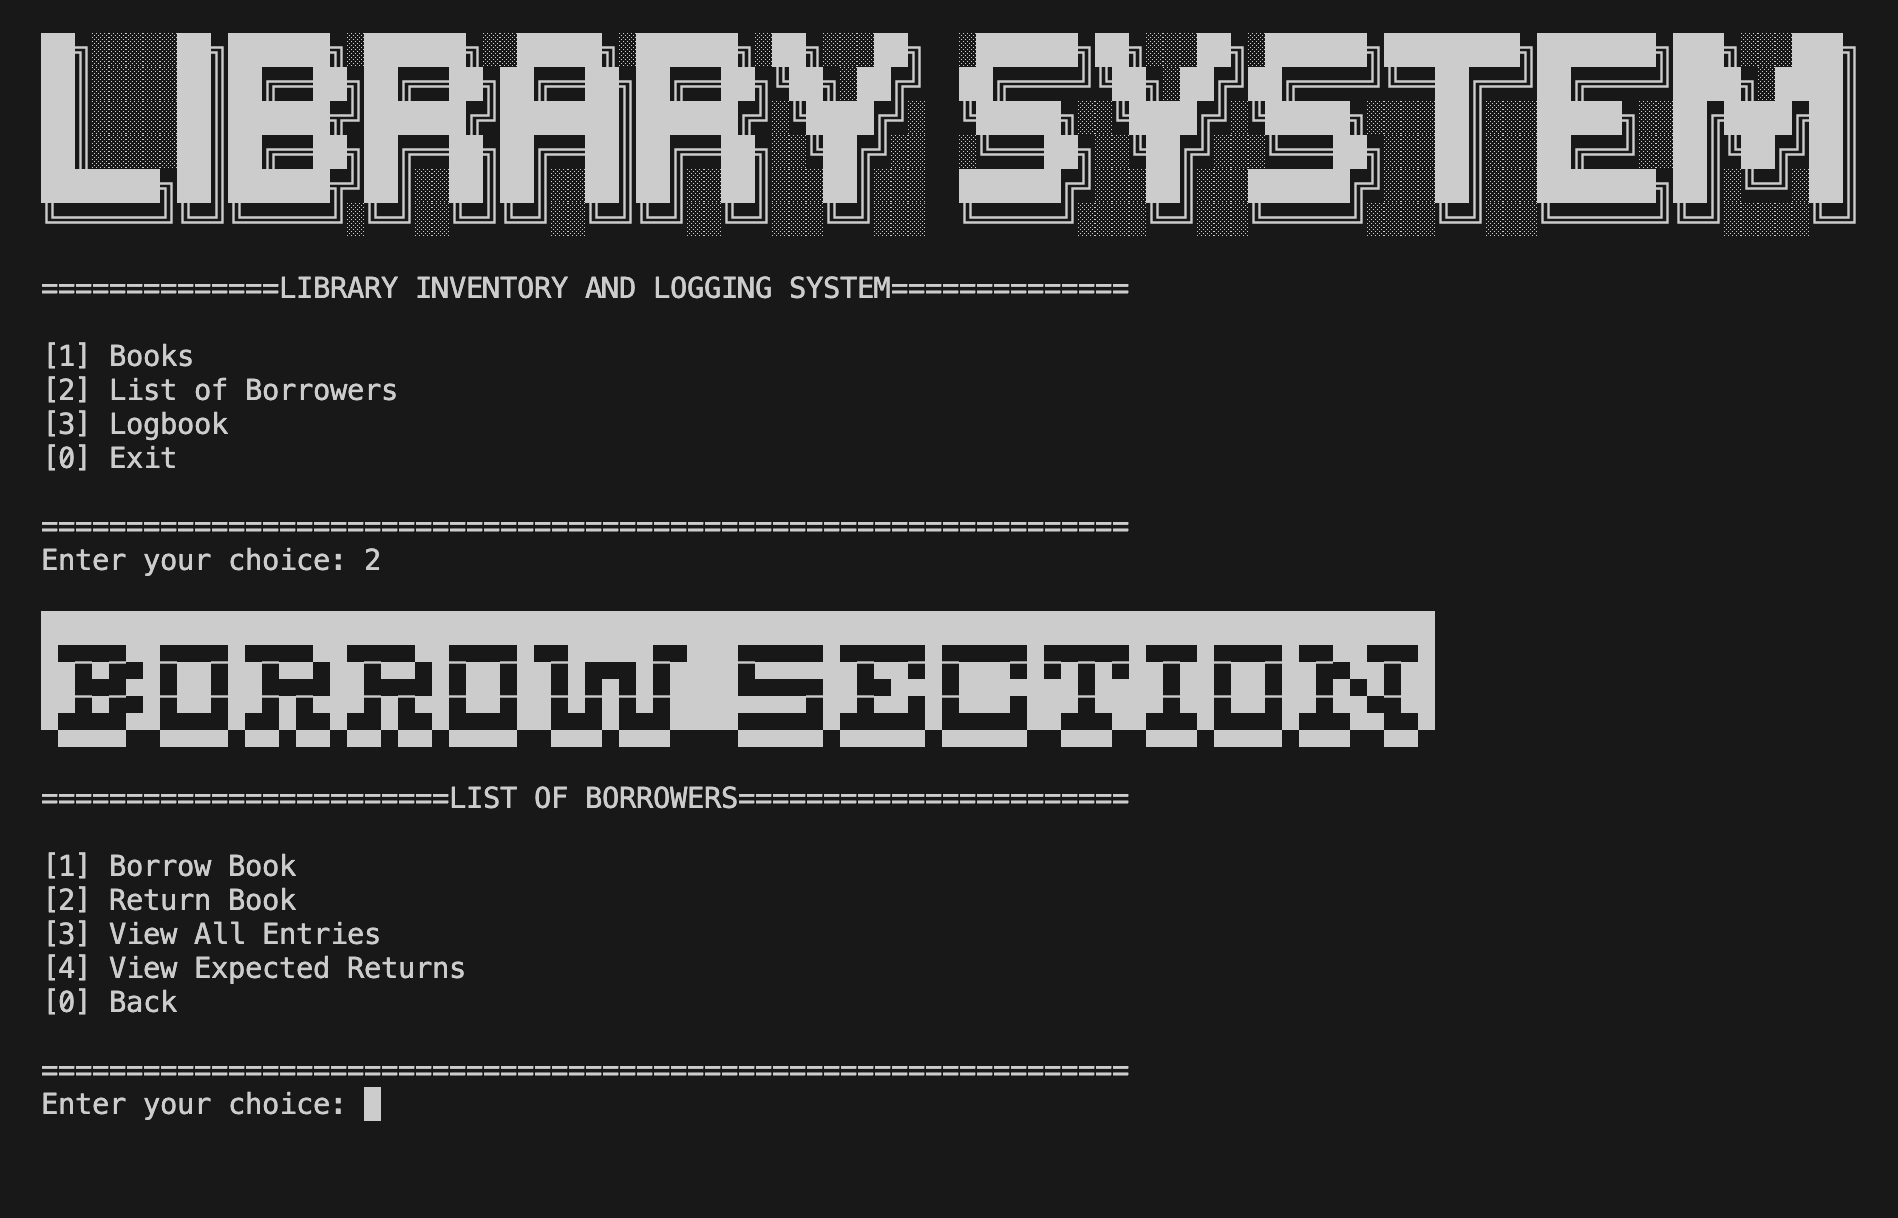 LIBRARY SYSTEM
==============LIBRARY INVENTORY AND LOGGING SYSTEM==============
[1] Books
[2] List of Borrowers
[3] Logbook
[0] Exit
================================================================
Enter your choice: 2
BORROW SECTION
========================LIST OF BORROWERS=======================
[1] Borrow Book
[2] Return Book
[3] View All Entries
[4] View Expected Returns
[0] Back
================================================================
Enter your choice: